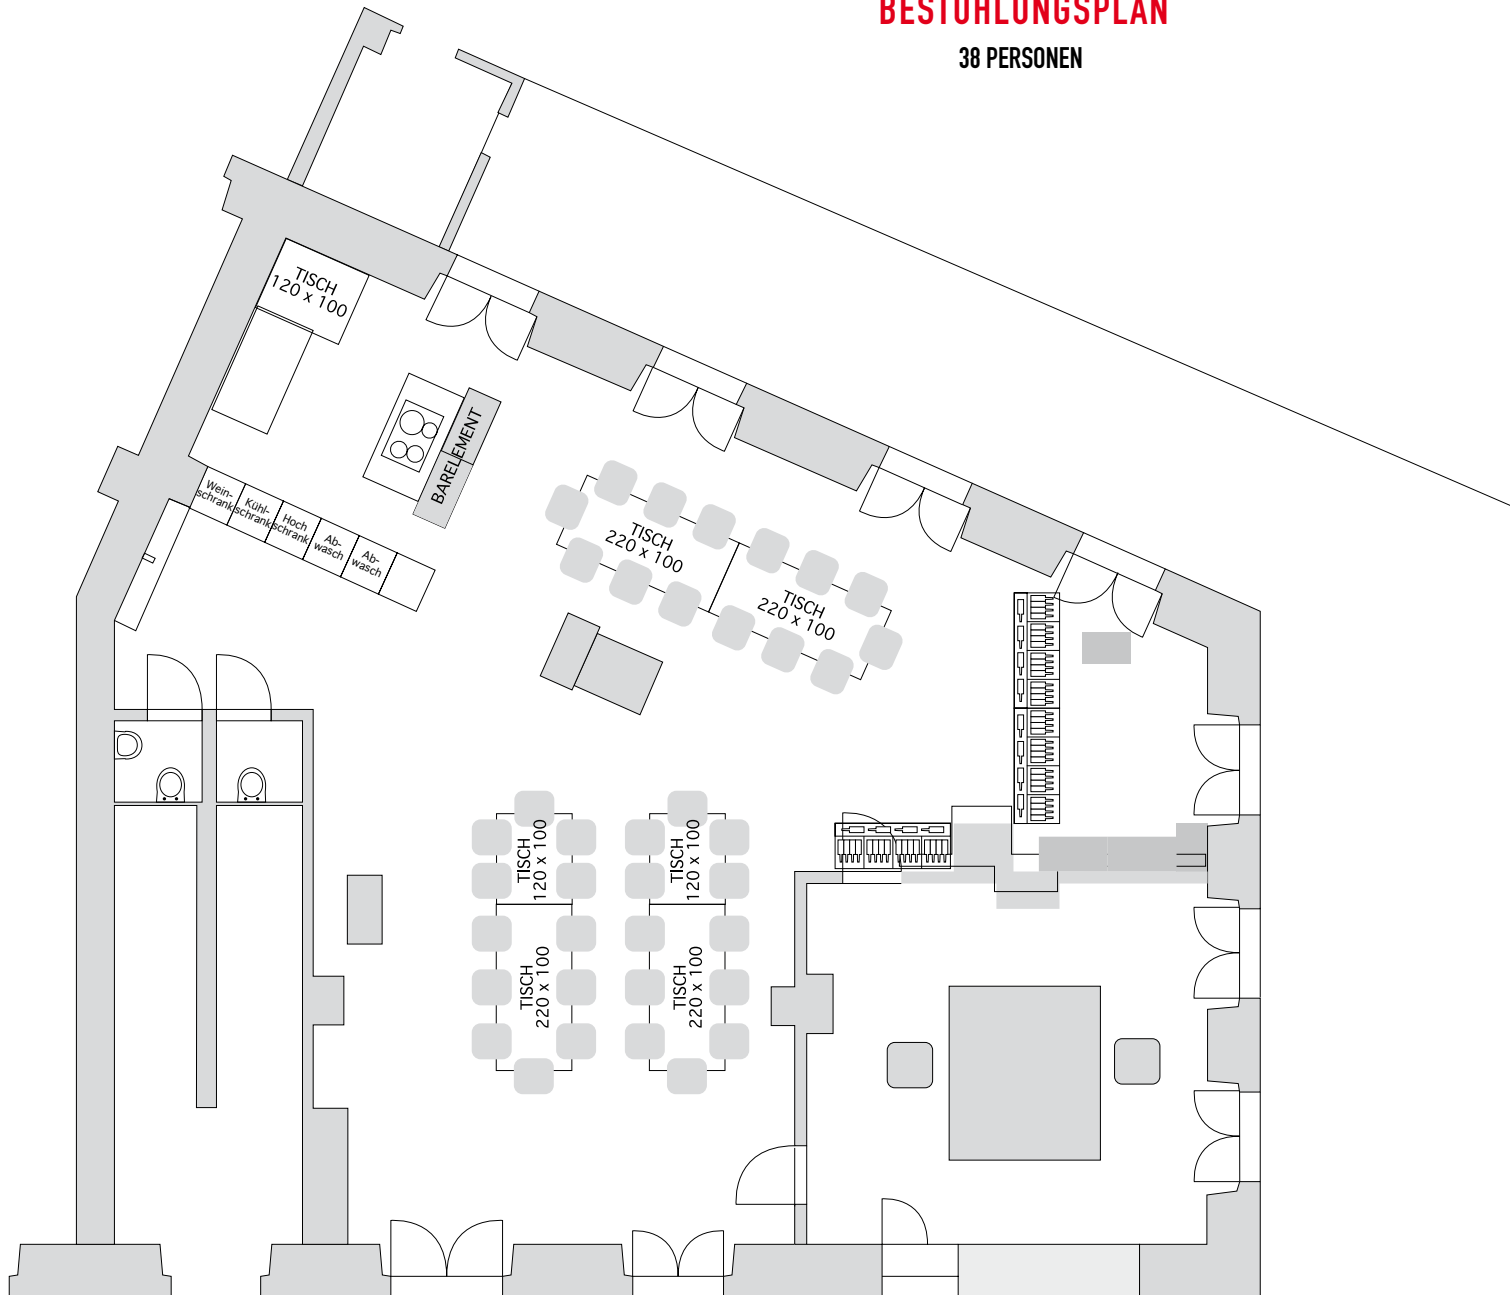 BESTUHLUNGSPLAN
38 PERSONEN
TISCH
120 x 100
BARELEMENT
Wein-
schrank
Kühl-
schrank
Hoch
schrank
Ab-
wasch
Ab-
wasch
TISCH
220 x 100
TISCH
220 x 100
TISCH
120 x 100
TISCH
120 x 100
TISCH
220 x 100
TISCH
220 x 100